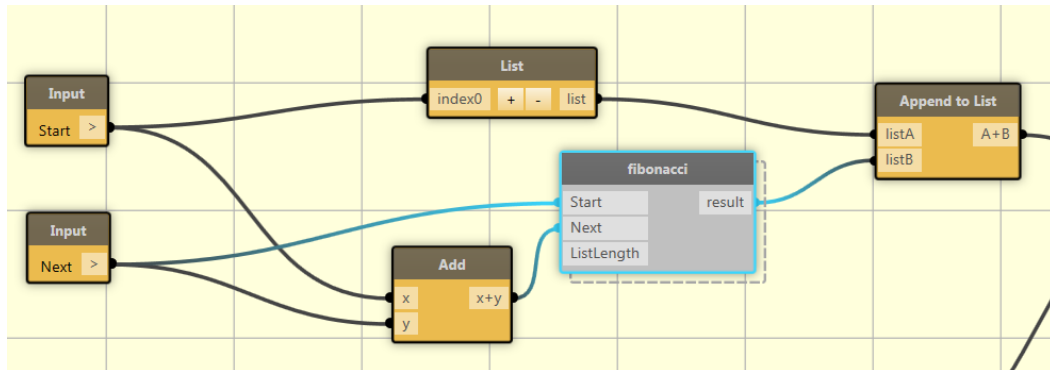 Input
Start >
List
index0 + - list
Append to List
listA A+B
listB
fibonacci
Start result
Next
ListLength
Input
Next >
Add
x x+y
y